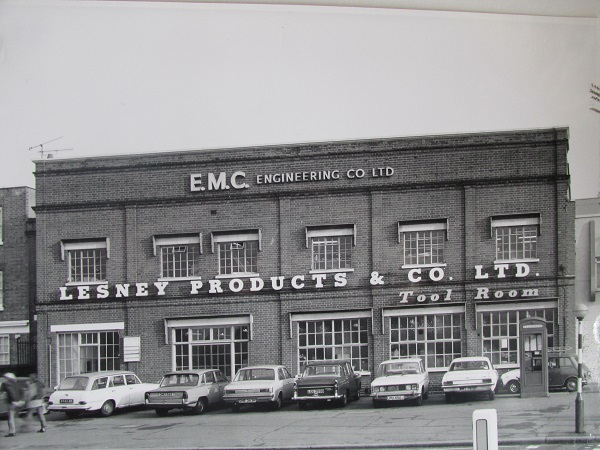 E.M.C. ENGINEERING CO LTD
LESNEY PRODUCTS & CO. LTD.
Tool Room